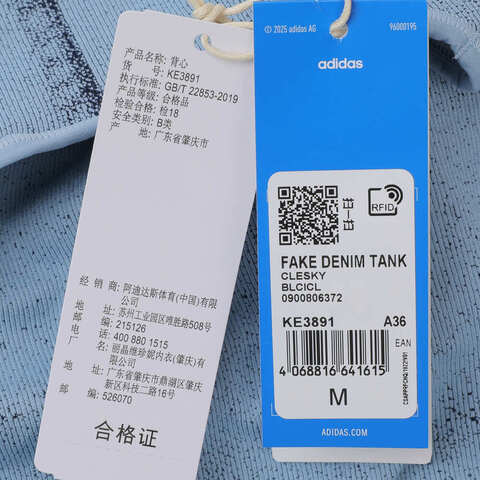 产品名称: 背心
货 号: KE3891
执行标准: GB/T 22853-2019
产品等级: 合格品
检验合格: 检18
安全类别: B类
产 地: 广东省肇庆市
经 销 商: 阿迪达斯体育(中国)有限
公司
地 址: 苏州工业园区唯胜路508号
邮 编: 215126
电 话: 400 880 1515
厂 名: 丽晶维珍妮内衣(肇庆)有
限公司
地 址: 广东省肇庆市鼎湖区肇庆
新区科技二路16号
邮 编: 526070
合格证
© 2025 adidas AG
96000195
adidas
RFID
FAKE DENIM TANK
CLESKY
BLCICL
0900806372
KE3891 A36
EAN
4 068816 641615
M
ADIDAS.COM